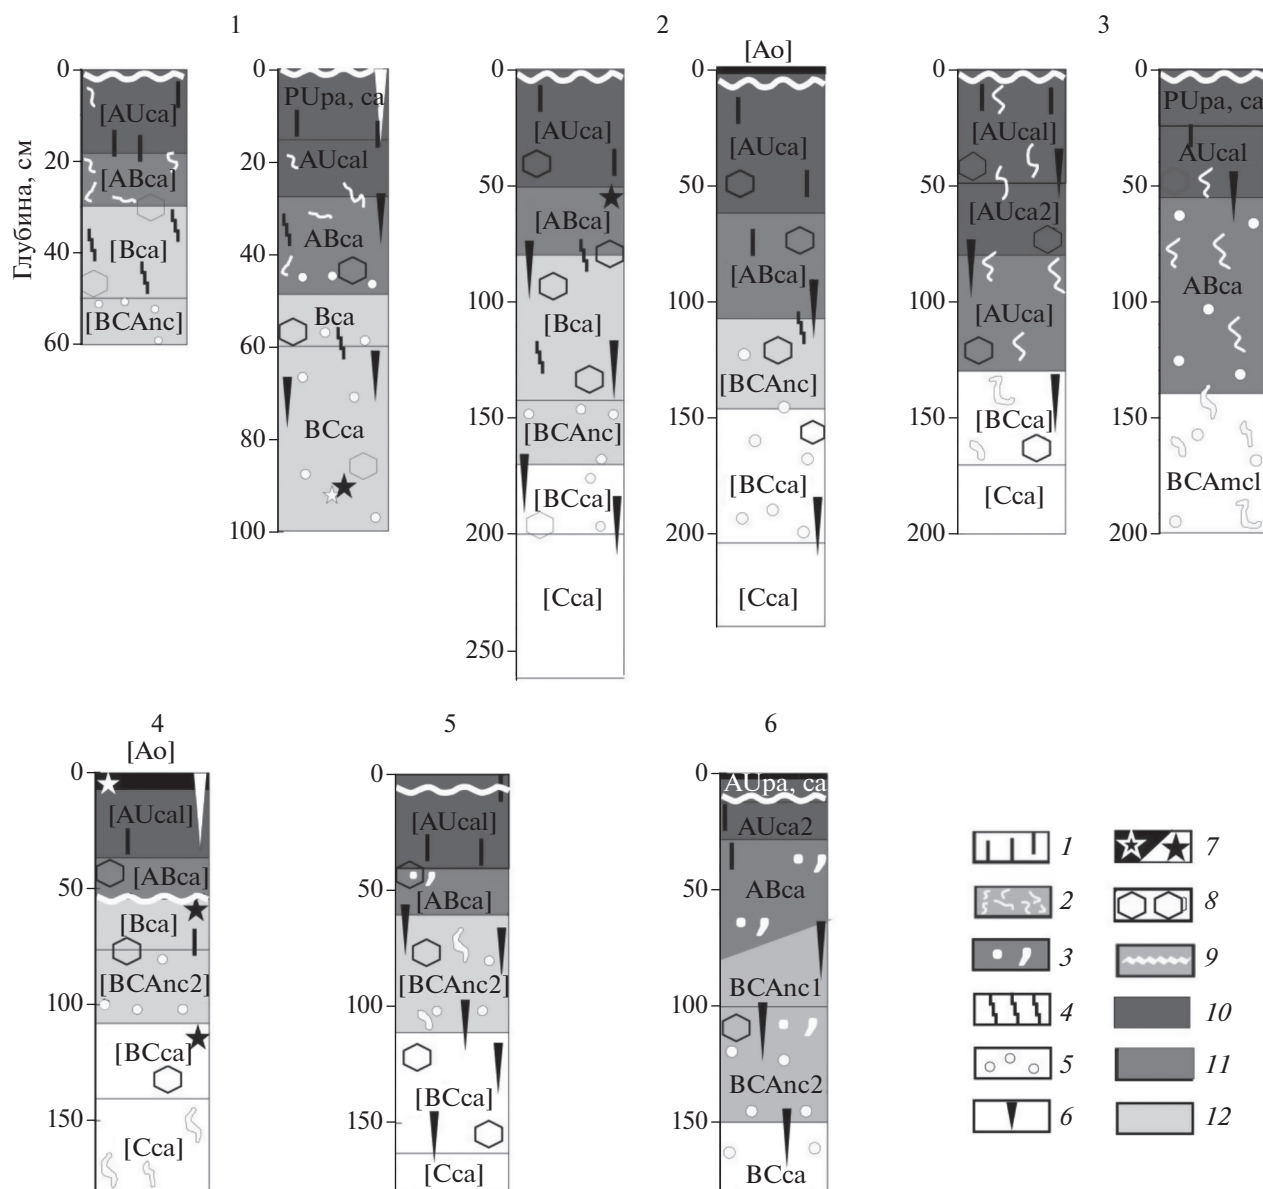 1
2
3
Глубина, см
0
20
40
60
[AUca]
[ABca]
[Bca]
[BCAnc]
0
20
40
60
80
100
PUpa, ca
AUcal
ABca
Bca
BCca
0
50
100
150
200
250
[AUca]
[ABca]
[Bca]
[BCAnc]
[BCca]
[Cca]
[Ao]
0
50
100
150
200
[AUca]
[ABca]
[BCAnc]
[BCca]
[Cca]
0
50
100
150
200
[AUcal]
[AUca2]
[AUca]
[BCca]
[Cca]
0
50
100
150
200
PUpa, ca
AUcal
ABca
BCAmcl
4
5
6
[Ao]
0
50
100
150
[AUcal]
[ABca]
[Bca]
[BCAnc2]
[BCca]
[Cca]
0
50
100
150
[AUcal]
[ABca]
[BCAnc2]
[BCca]
[Cca]
0
50
100
150
AUpa, ca
AUca2
ABca
BCAnc1
BCAnc2
BCca
1
2
3
4
5
6
7
8
9
10
11
12